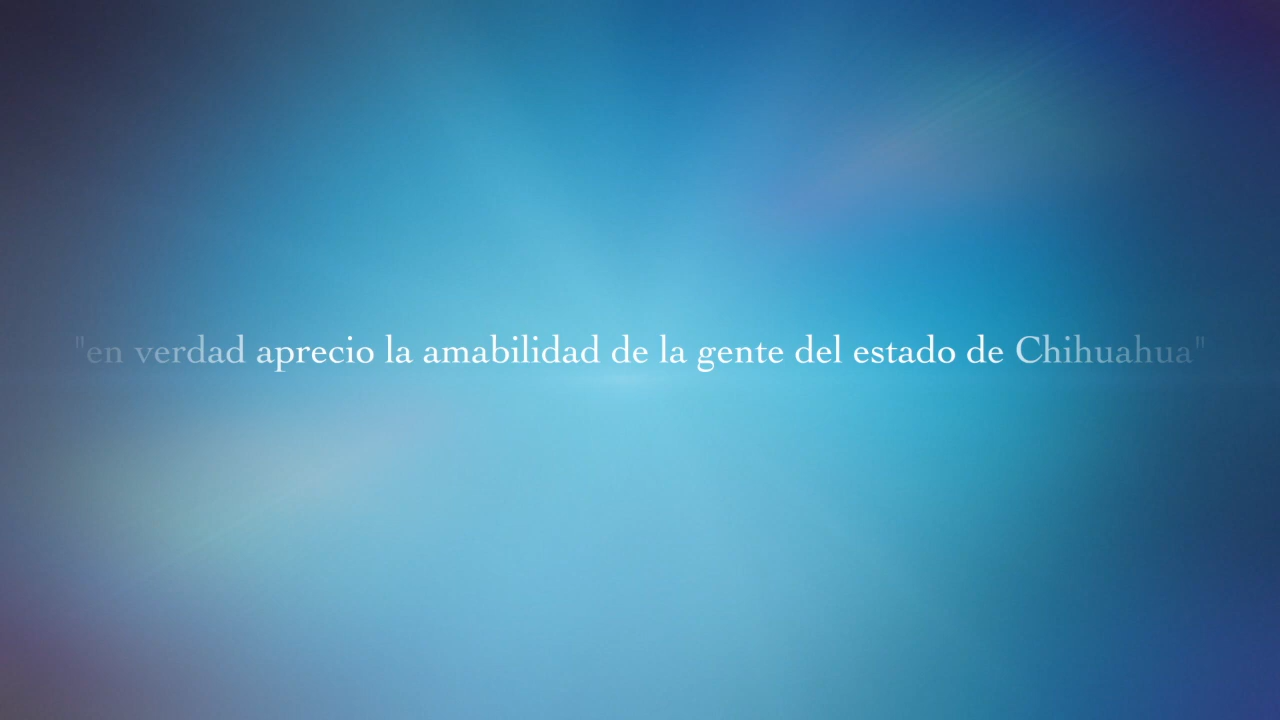 "en verdad aprecio la amabilidad de la gente del estado de Chihuahua"